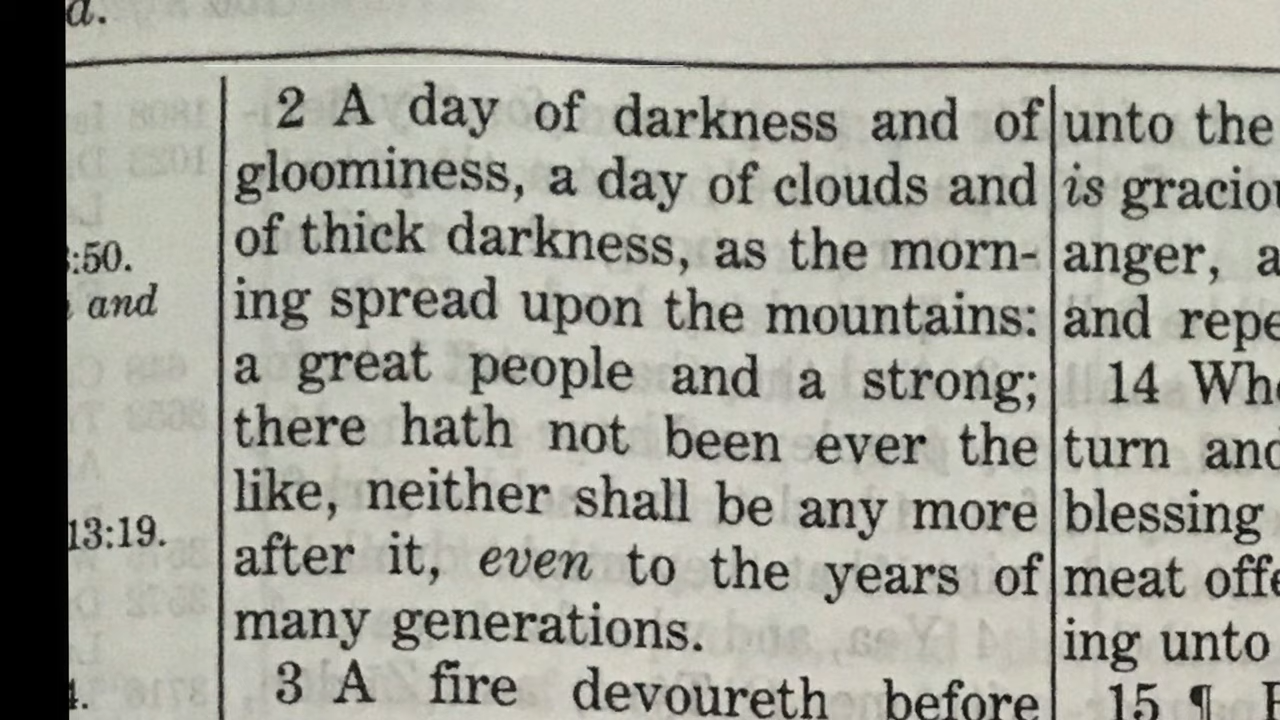 a.
:50.
and
13:19.
4.
2 A day of darkness and of
gloominess, a day of clouds and
of thick darkness, as the morn-
ing spread upon the mountains:
a great people and a strong;
there hath not been ever the
like, neither shall be any more
after it, even to the years of
many generations.
3 A fire devoureth before
unto the
is
anger, a
and
14
turn and
blessing
meat
ing unto
15 ¶